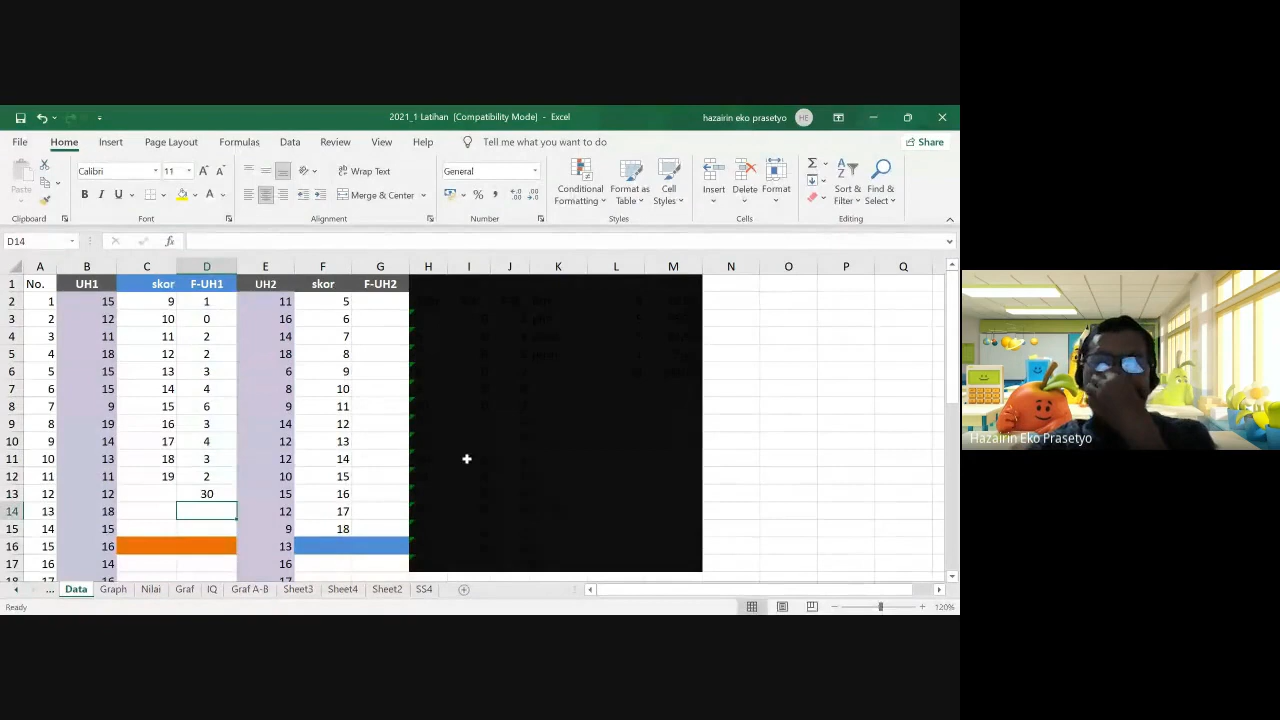 2021_1 Latihan [Compatibility Mode] - Excel
hazairin eko prasetyo HE
File Home Insert Page Layout Formulas Data Review View Help Tell me what you want to do Share
Paste Calibri 11 A A Wrap Text General Conditional Formatting Format as Table Cell Styles Insert Delete Format Sort & Filter Find & Select
B I U A Merge & Center % ,
Clipboard Font Alignment Number Styles Cells Editing
D14 fx
A B C D E F G H I J K L M N O P Q
1 No. UH1 skor F-UH1 UH2 skor F-UH2
2 1 15 9 1 11 5
3 2 12 10 0 16 6
4 3 11 11 2 14 7
5 4 18 12 2 18 8
6 5 15 13 3 6 9
7 6 15 14 4 8 10
8 7 9 15 6 9 11
9 8 19 16 3 14 12
10 9 14 17 4 12 13
11 10 13 18 3 12 14
12 11 11 19 2 10 15
13 12 12 30 15 16
14 13 18 12 17
15 14 15 9 18
16 15 16 13
17 16 14 16
18 17 16 17
... Data Graph Nilai Graf IQ Graf A-B Sheet3 Sheet4 Sheet2 SS4
Ready 120%
Hazairin Eko Prasetyo